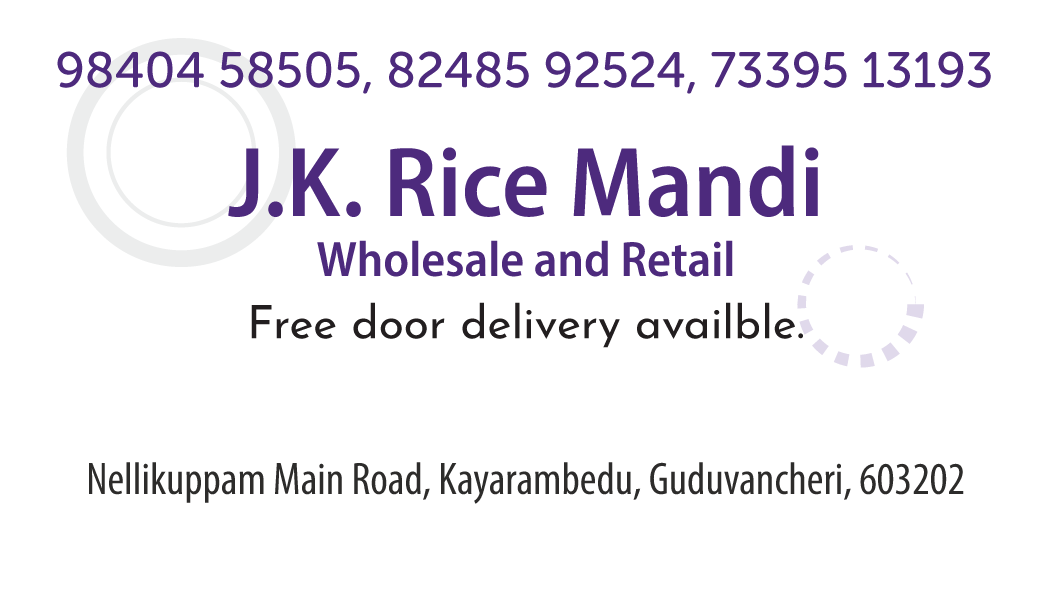 98404 58505, 82485 92524, 73395 13193
J.K. Rice Mandi
Wholesale and Retail
Free door delivery availble.
Nellikuppam Main Road, Kayarambedu, Guduvancheri, 603202